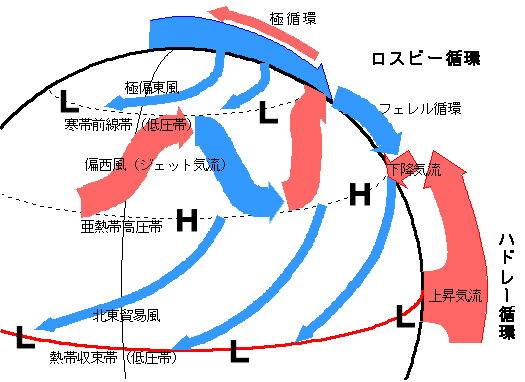 極循環
ロスビー循環
極偏東風
L
L
フェレル循環
寒帯前線帯（低圧帯）
偏西風（ジェット気流）
下降気流
H
H
亜熱帯高圧帯
ハドレー循環
上昇気流
北東貿易風
L
L
L
熱帯収束帯（低圧帯）